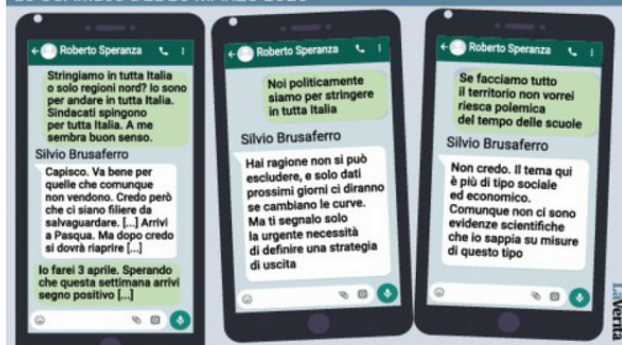 Roberto Speranza
Stringiamo in tutta Italia
o solo regioni nord? Io sono
per andare in tutta Italia.
Sindacati spingono
per tutta Italia. A me
sembra buon senso.
Silvio Brusaferro
Capisco. Va bene per
quelle che comunque
non vendono. Credo però
che ci siano filiere da
salvaguardare. [...] Arrivi
a Pasqua. Ma dopo credo
si dovrà riaprire [...]
Io farei 3 aprile. Sperando
che questa settimana arrivi
segno positivo [...]
Roberto Speranza
Noi politicamente
siamo per stringere
in tutta Italia
Silvio Brusaferro
Hai ragione non si può
escludere, e solo dati
prossimi giorni ci diranno
se cambiano le curve.
Ma ti segnalo solo
la urgente necessità
di definire una strategia
di uscita
Roberto Speranza
Se facciamo tutto
il territorio non vorrei
riesca polemica
del tempo delle scuole
Silvio Brusaferro
Non credo. Il tema qui
è più di tipo sociale
ed economico.
Comunque non ci sono
evidenze scientifiche
che io sappia su misure
di questo tipo
LaVerità